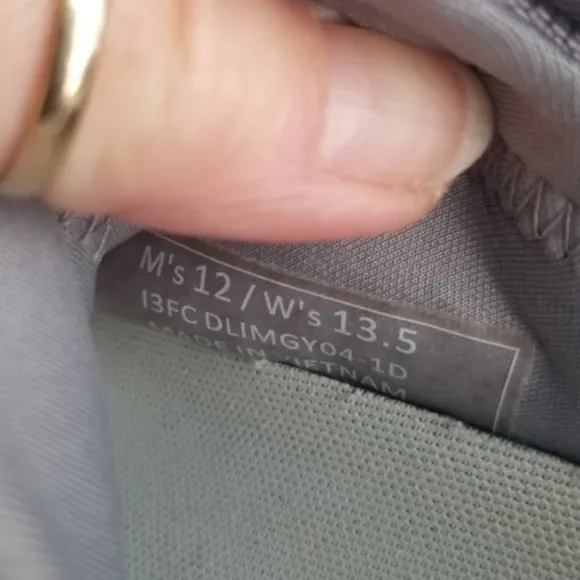 M's 12 / W's 13.5
I3FC DLIMGY04-1D
MADE IN VIETNAM